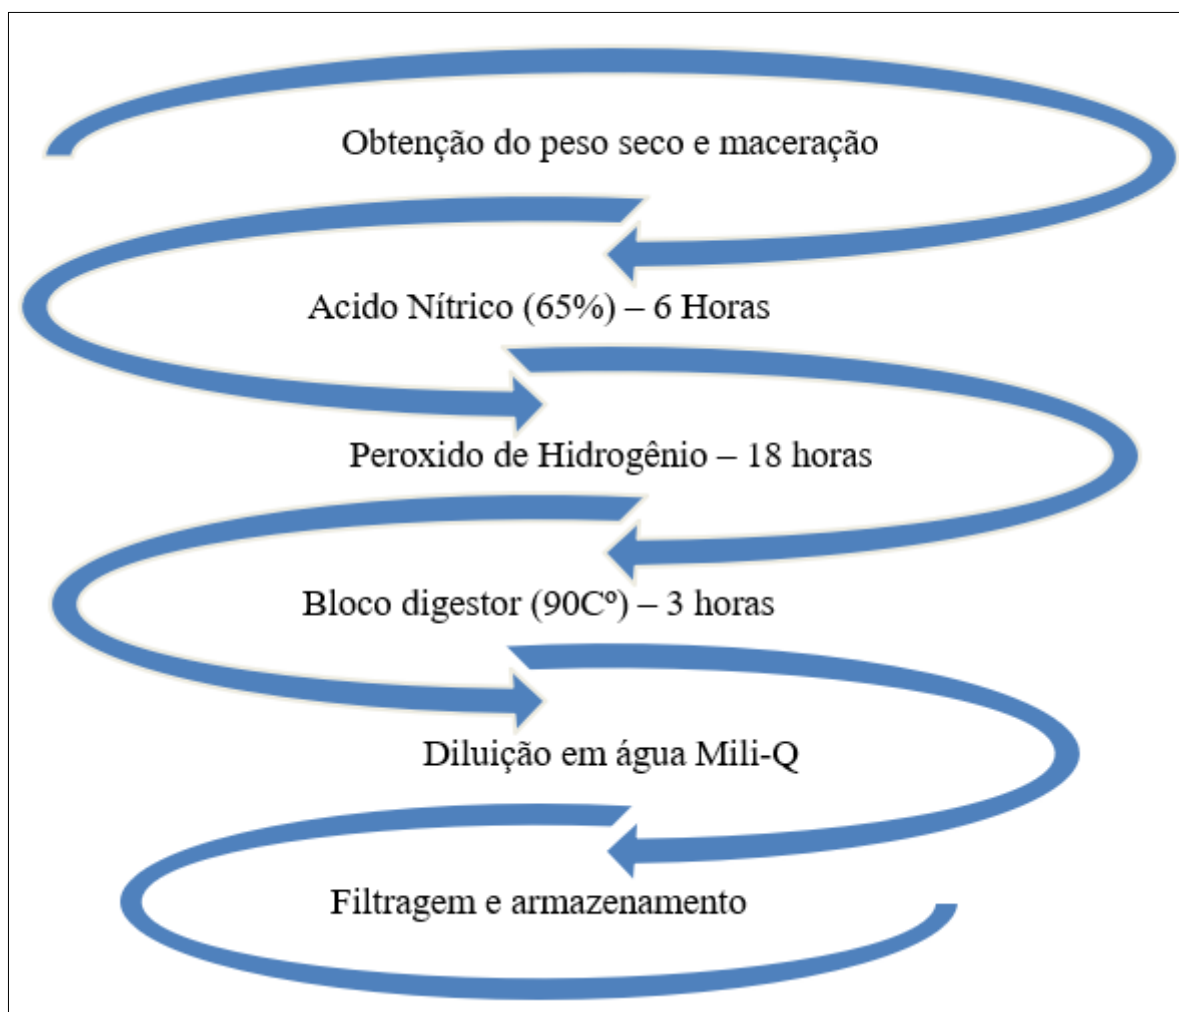 Obtenção do peso seco e maceração
Acido Nítrico (65%) – 6 Horas
Peroxido de Hidrogênio – 18 horas
Bloco digestor (90Cº) – 3 horas
Diluição em água Mili-Q
Filtragem e armazenamento